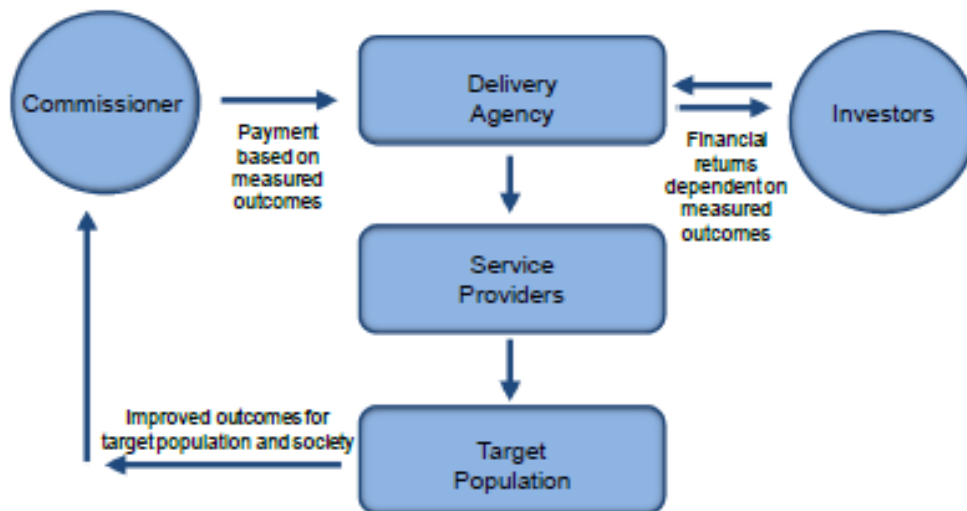 Commissioner
Payment
based on
measured
outcomes
Delivery
Agency
Financial
returns
dependent on
measured
outcomes
Investors
Service
Providers
Improved outcomes for
target population and society
Target
Population